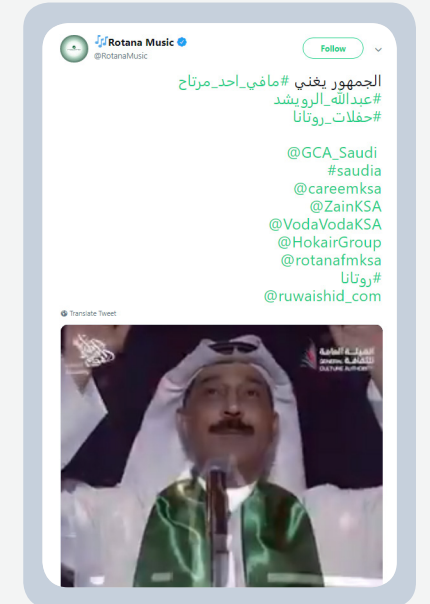 Rotana Music
@RotanaMusic
Follow
الجمهور يغني #مافي_احد_مرتاح
#عبدالله_الرويشد
#حفلات_روتانا
@GCA_Saudi
#saudia
@careemksa
@ZainKSA
@VodaVodaKSA
@HokairGroup
@rotanafmksa
#روتانا
@ruwaishid_com
Translate Tweet
الهيئة العامة
للثقافة
GENERAL
CULTURE AUTHORITY